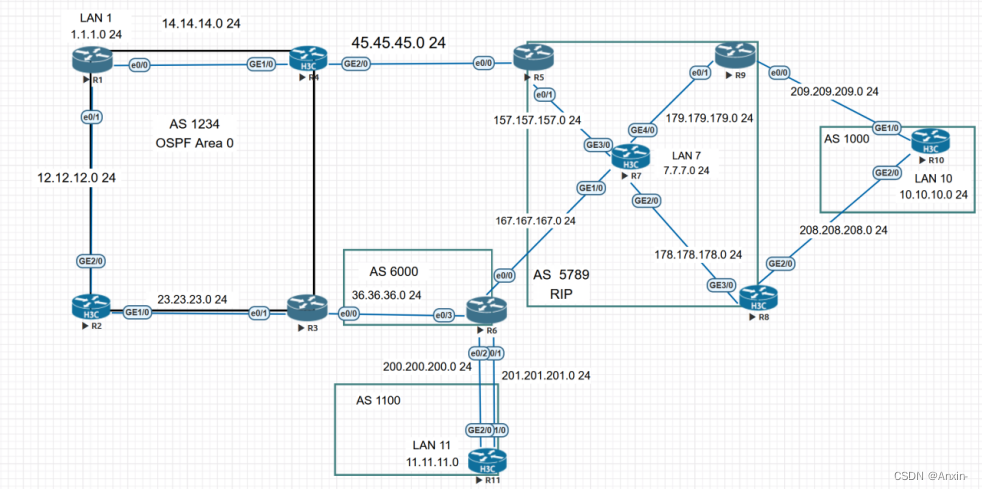 LAN 1
1.1.1.0 24
14.14.14.0 24
45.45.45.0 24
R1
e0/0
GE1/0
H3C
R4
GE2/0
e0/0
R5
R9
e0/1
e0/0
e0/1
e0/1
209.209.209.0 24
157.157.157.0 24
179.179.179.0 24
AS 1234
OSPF Area 0
GE4/0
GE3/0
H3C
R7
LAN 7
7.7.7.0 24
GE1/0
AS 1000
H3C
R10
GE2/0
LAN 10
10.10.10.0 24
12.12.12.0 24
GE1/0
GE2/0
167.167.167.0 24
208.208.208.0 24
178.178.178.0 24
GE2/0
GE2/0
AS 6000
e0/0
AS 5789
RIP
GE3/0
H3C
R8
36.36.36.0 24
23.23.23.0 24
H3C
R2
GE1/0
e0/1
R3
e0/0
e0/3
R6
e0/2
0/1
200.200.200.0 24
201.201.201.0 24
AS 1100
GE2/0
1/0
LAN 11
11.11.11.0
H3C
R11
CSDN @Anxin-